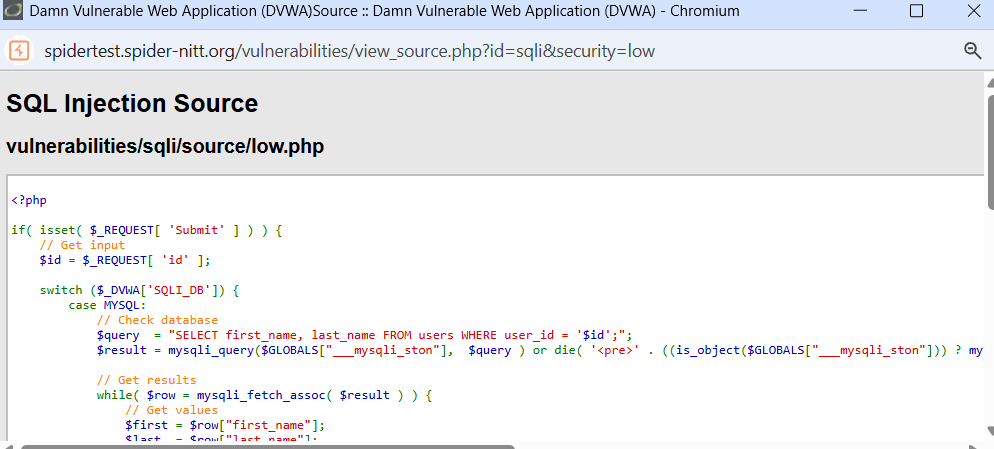 Damn Vulnerable Web Application (DVWA)Source :: Damn Vulnerable Web Application (DVWA) - Chromium
spidertest.spider-nitt.org/vulnerabilities/view_source.php?id=sqli&security=low
SQL Injection Source
vulnerabilities/sqli/source/low.php
<?php
if( isset( $_REQUEST[ 'Submit' ] ) ) {
// Get input
$id = $_REQUEST[ 'id' ];
switch ($_DVWA['SQLI_DB']) {
case MYSQL:
// Check database
$query  = "SELECT first_name, last_name FROM users WHERE user_id = '$id';";
$result = mysqli_query($GLOBALS["___mysqli_ston"],  $query ) or die( '<pre>' . ((is_object($GLOBALS["___mysqli_ston"])) ? my
// Get results
while( $row = mysqli_fetch_assoc( $result ) ) {
// Get values
$first = $row["first_name"];
$last  = $row["last_name"];